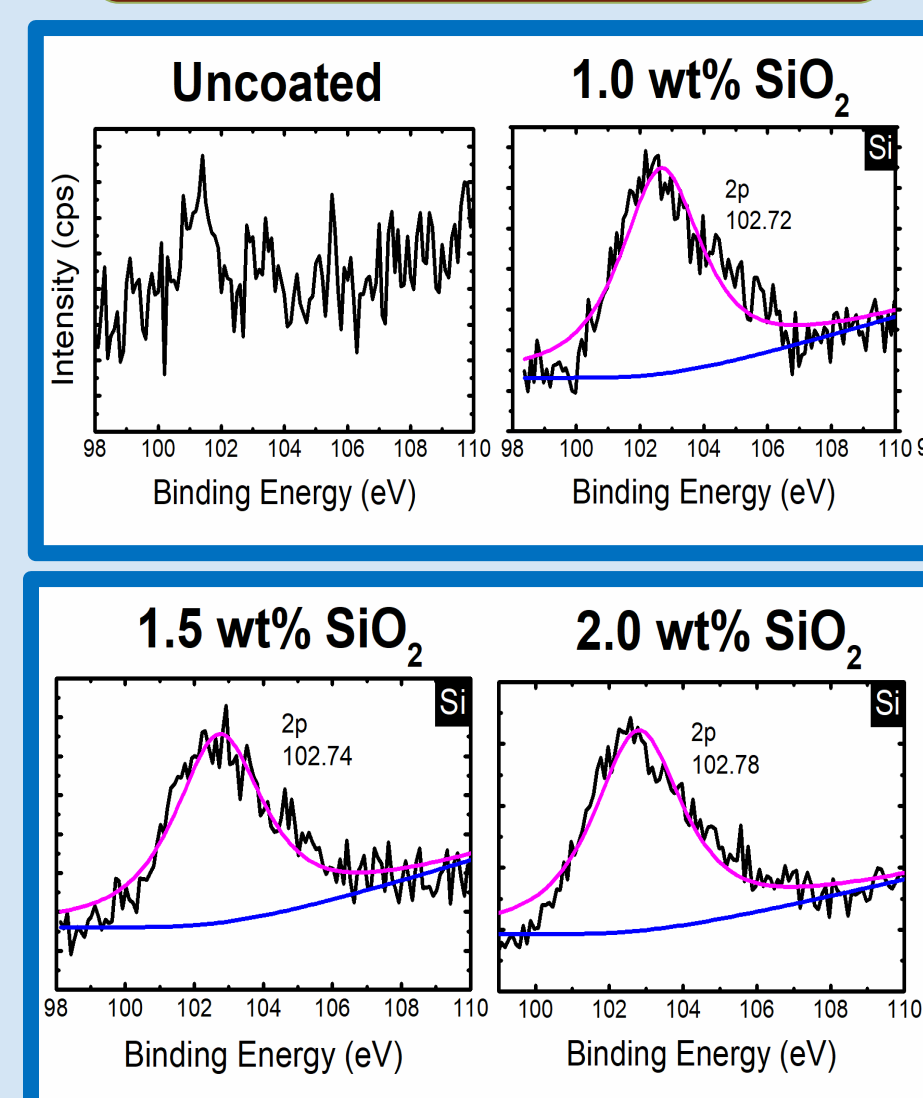 Uncoated
Intensity (cps)
98 100 102 104 106 108 110
Binding Energy (eV)
1.0 wt% SiO₂
Si
2p
102.72
98 100 102 104 106 108 110
Binding Energy (eV)
1.5 wt% SiO₂
Si
2p
102.74
98 100 102 104 106 108 110
Binding Energy (eV)
2.0 wt% SiO₂
Si
2p
102.78
100 102 104 106 108 110
Binding Energy (eV)